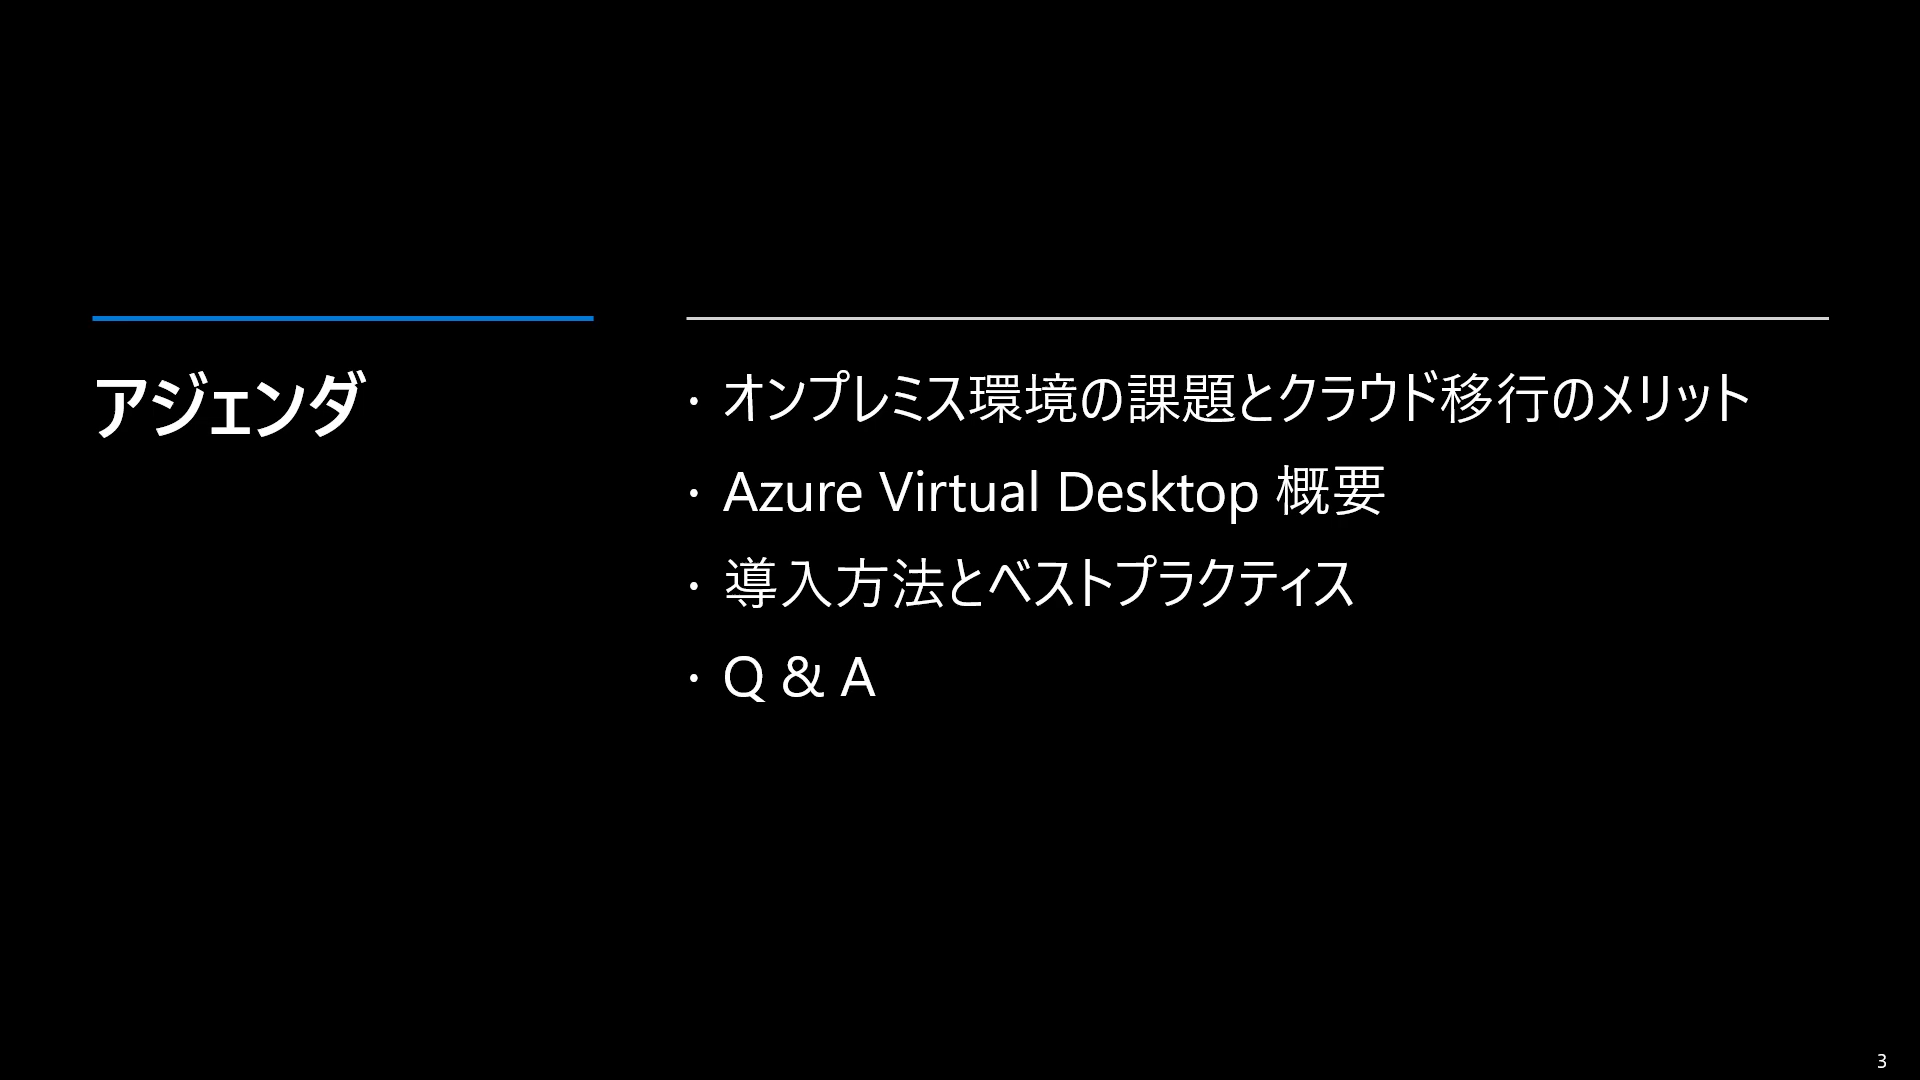 アジェンダ
・ オンプレミス環境の課題とクラウド移行のメリット
・ Azure Virtual Desktop 概要
・ 導入方法とベストプラクティス
・ Q & A
3